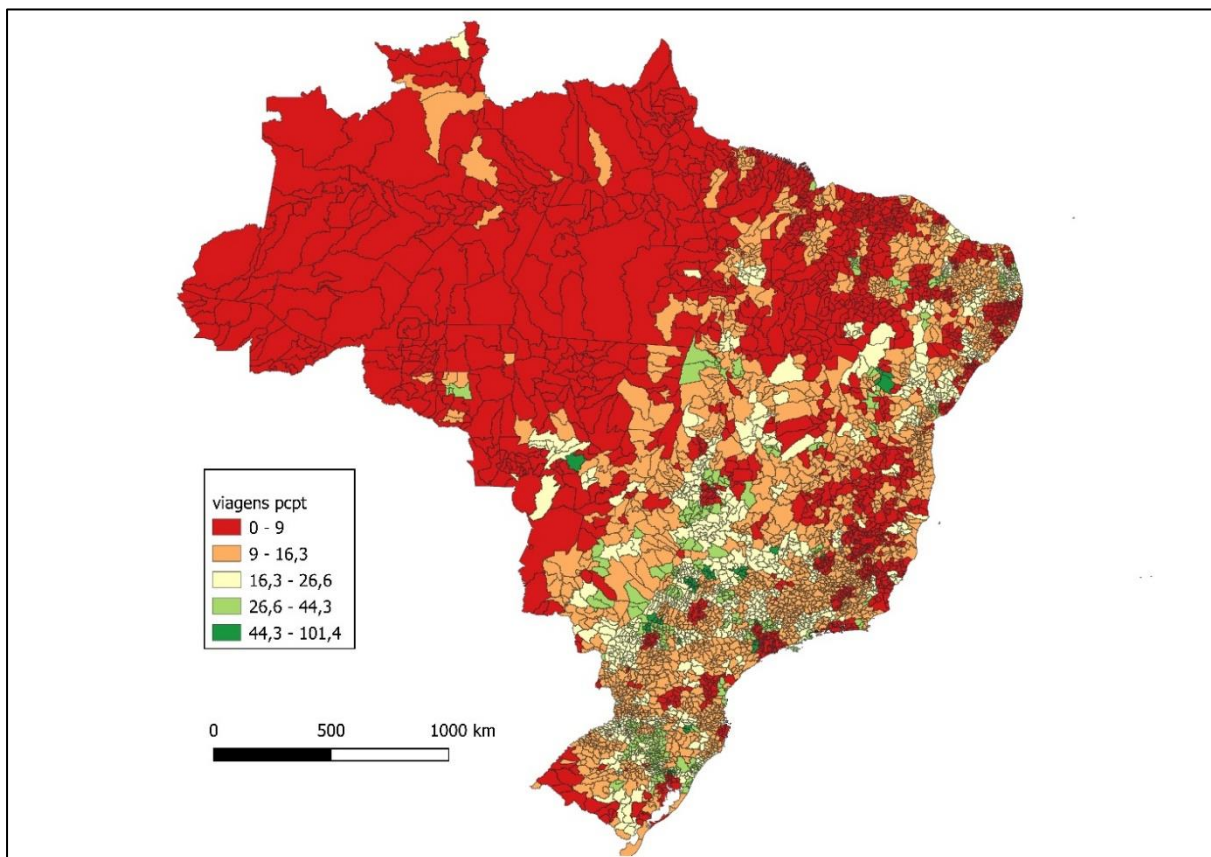 viagens pcpt
0 - 9
9 - 16,3
16,3 - 26,6
26,6 - 44,3
44,3 - 101,4
0 500 1000 km